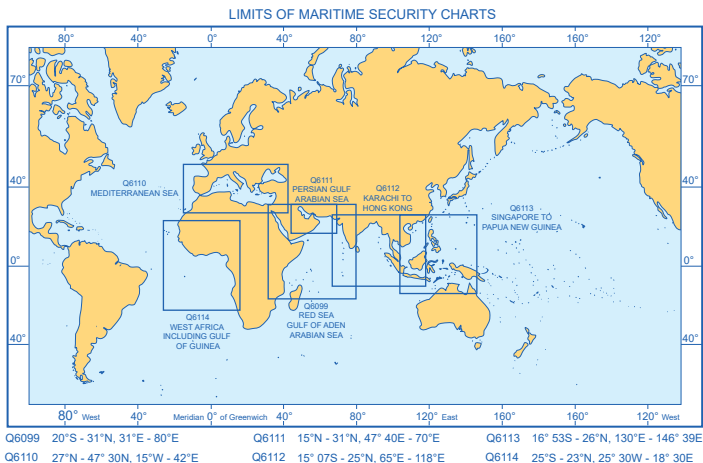 LIMITS OF MARITIME SECURITY CHARTS
80° 40° 0° 40° 80° 120° 160° 160° 120°
70° 70°
Q6110
MEDITERRANEAN SEA
Q6111
PERSIAN GULF
ARABIAN SEA
Q6112
KARACHI TO
HONG KONG
Q6113
SINGAPORE TO
PAPUA NEW GUINEA
40° 40°
0° 0°
Q6114
WEST AFRICA
INCLUDING GULF
OF GUINEA
Q6099
RED SEA
GULF OF ADEN
ARABIAN SEA
40° 40°
80° West 40° Meridian 0° of Greenwich 40° 80° 120° East 160° 160° 120° West
Q6099 20°S - 31°N, 31°E - 80°E Q6111 15°N - 31°N, 47° 40E - 70°E Q6113 16° 53S - 26°N, 130°E - 146° 39E
Q6110 27°N - 47° 30N, 15°W - 42°E Q6112 15° 07S - 25°N, 65°E - 118°E Q6114 25°S - 23°N, 25° 30W - 18° 30E